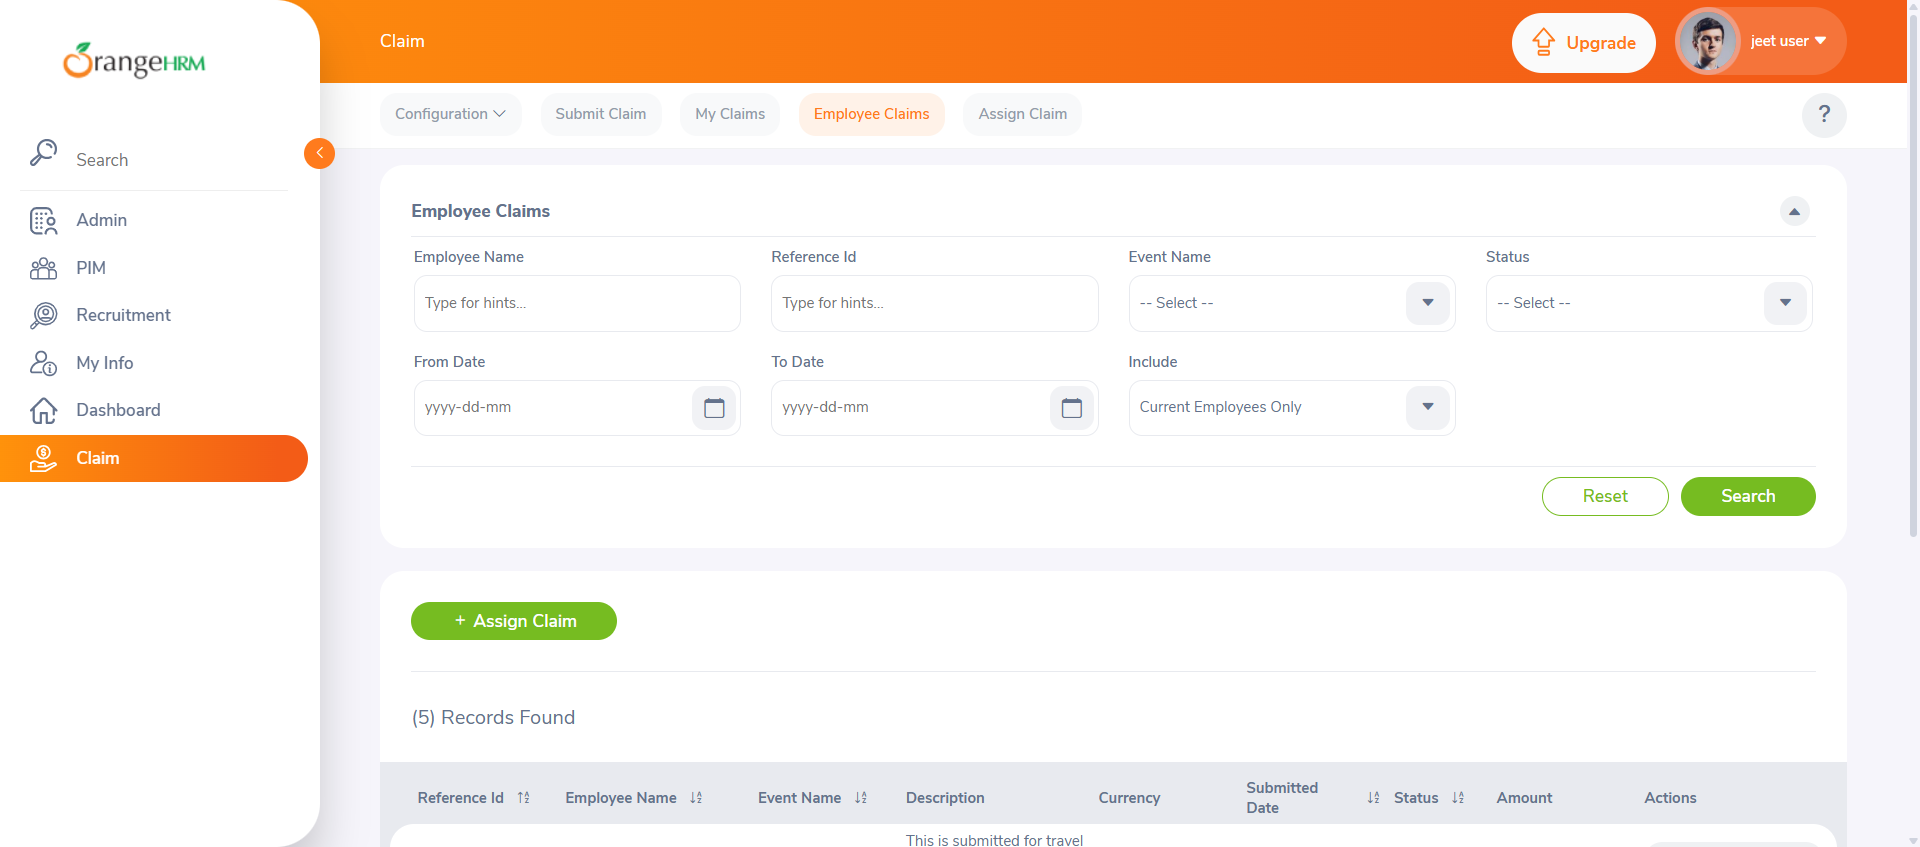 OrangeHRM
Claim
Upgrade
jeet user
Configuration
Submit Claim
My Claims
Employee Claims
Assign Claim
?
Search
Admin
PIM
Recruitment
My Info
Dashboard
Claim
Employee Claims
Employee Name
Reference Id
Event Name
Status
Type for hints...
Type for hints...
-- Select --
-- Select --
From Date
To Date
Include
yyyy-dd-mm
yyyy-dd-mm
Current Employees Only
Reset
Search
+ Assign Claim
(5) Records Found
Reference Id
Employee Name
Event Name
Description
Currency
Submitted
Date
Status
Amount
Actions
This is submitted for travel